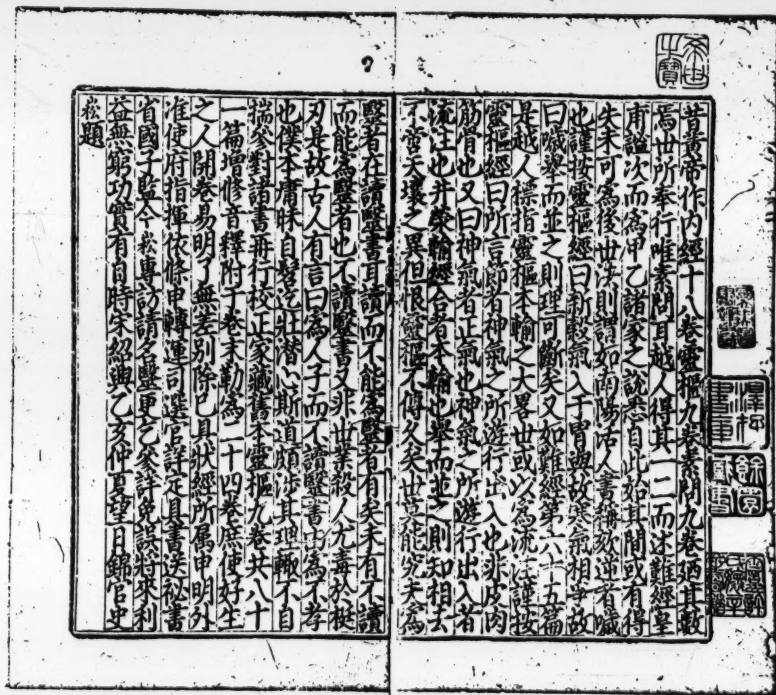 昔黃帝作內經十八卷靈樞九卷素問九卷廼其數
焉世所奉行唯素問耳越人得其一二而述難經皇
甫謐次而為甲乙諸家之說悉自此始其間或有得
失未可為後世法則謂如南陽活人書稱欬逆者噦
也謹按靈樞經曰新穀氣入于胃與故寒氣相爭故
曰噦舉而並之則理可斷矣又如難經第六十五篇
是越人標指靈樞本輸之大畧世或以為流注謹按
靈樞經曰所言節者神氣之所遊行出入也非皮肉
筋骨也又曰神氣者正氣也神氣之所遊行出入者
流注也井滎輸經合者本輸也舉而並之則知相去
不啻天壤之異但恨靈樞不傳久矣世莫能究夫為
毉者在讀毉書耳讀而不能為毉者有矣未有不讀
而能為毉者也不讀毉書又非世業殺人尤毒於梃
刃是故古人有言曰為人子而不讀毉書由為不孝
也僕本庸昧自髫迄壯潛心斯道頗涉其理輙不自
揣參對諸書再行校正家藏舊本靈樞九卷共八十
一篇增修音釋附于卷末勒為二十四卷庶使好生
之人開卷易明了無差別除已具狀經所屬申明外
准使府指揮依條申轉運司選官詳定具書送祕書
省國子監今崧專訪請名毉更乞參詳免誤將來利
益無窮功實有自時宋紹興乙亥仲夏望日錦官史
崧題